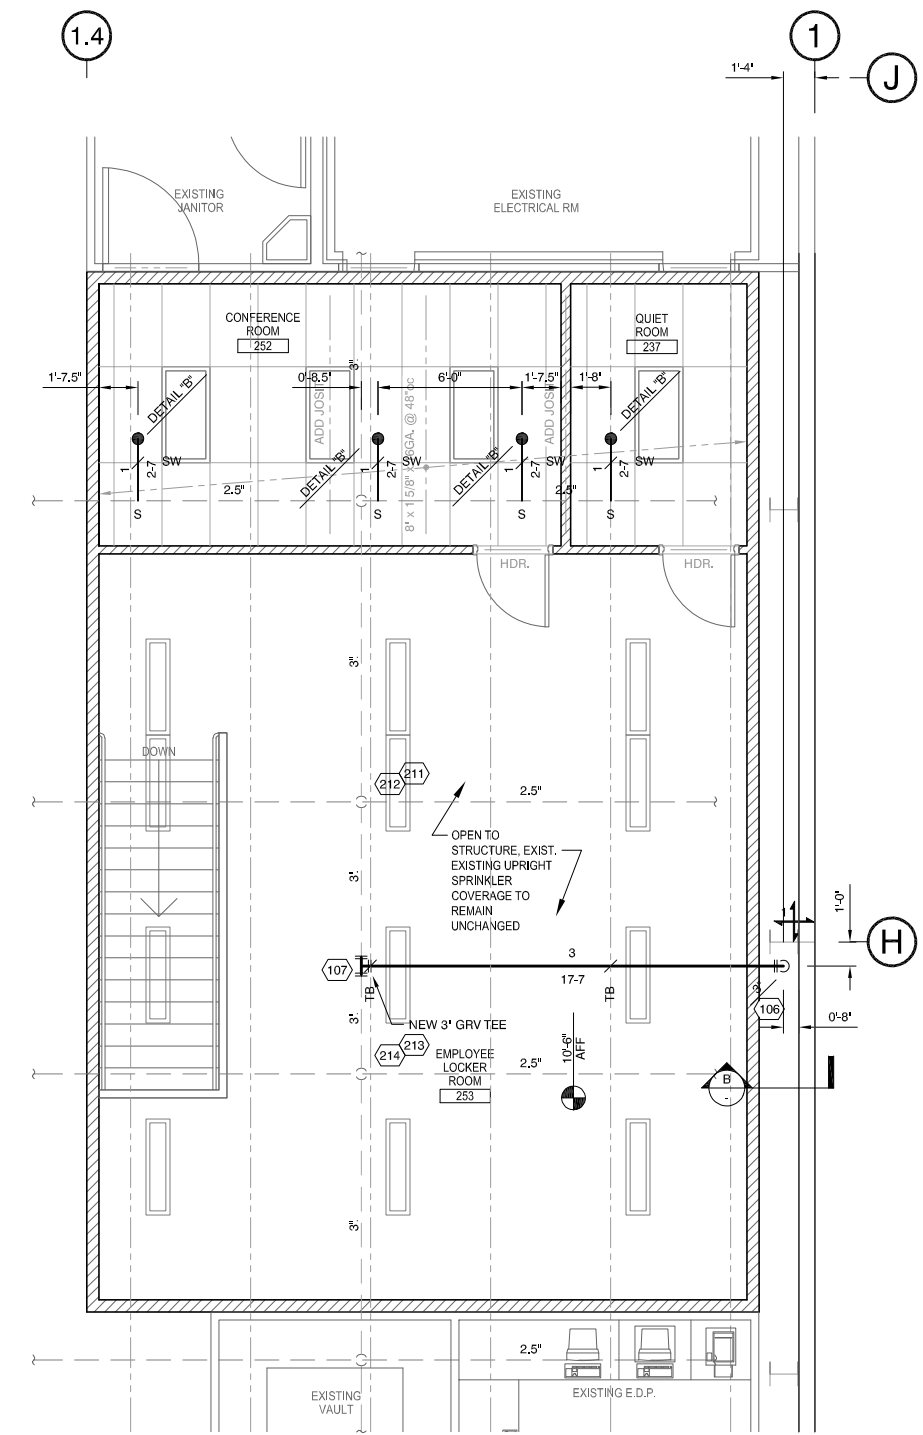 1.4
1
1'-4"
J
EXISTING
JANITOR
EXISTING
ELECTRICAL RM
CONFERENCE
ROOM
252
QUIET
ROOM
237
3"
1'-7.5"
0'-8.5"
6'-0"
1'-7.5"
1'-8"
DETAIL "B"
DETAIL "B"
DETAIL "B"
DETAIL "B"
ADD JOSIT
ADD JOSIT
8" x 1 5/8" x 16GA. @ 48"oc
1
2-7
SW
1
2-7
SW
1
2-7
SW
1
2-7
SW
2.5"
2.5"
S
S
S
S
HDR.
HDR.
3"
DOWN
211
212
2.5"
OPEN TO
STRUCTURE, EXIST.
EXISTING UPRIGHT
SPRINKLER
COVERAGE TO
REMAIN
UNCHANGED
3"
1'-0"
H
1
3
17-7
107
TB
TB
3"
106
0'-8"
3"
NEW 3" GRV TEE
213
214
EMPLOYEE
LOCKER
ROOM
253
2.5"
10'-6"
AFF
B
-
3"
2.5"
EXISTING
VAULT
EXISTING E.D.P.